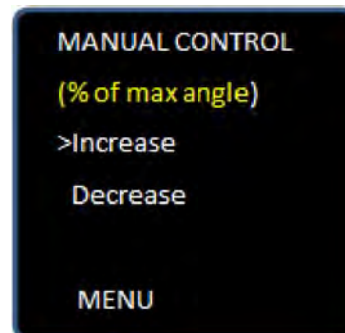 MANUAL CONTROL
(% of max angle)
>Increase
Decrease
MENU